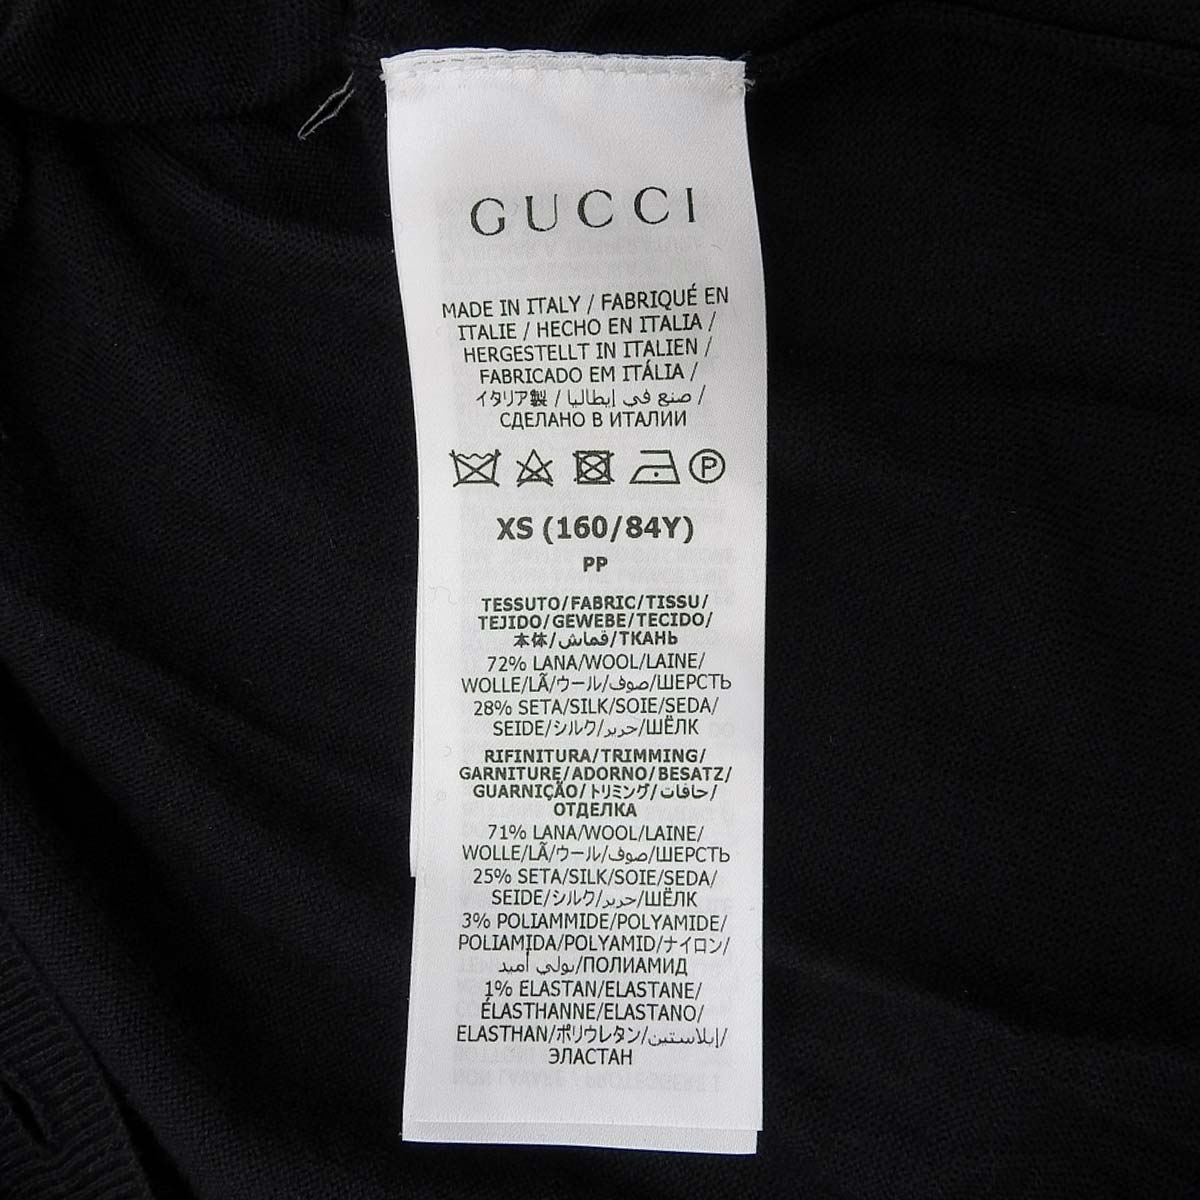 GUCCI
MADE IN ITALY / FABRIQUÉ EN
ITALIE / HECHO EN ITALIA /
HERGESTELLT IN ITALIEN /
FABRICADO EM ITÁLIA /
イタリア製 / صنع في إيطاليا /
СДЕЛАНО В ИТАЛИИ
P
XS (160/84Y)
PP
TESSUTO/FABRIC/TISSU/
TEJIDO/GEWEBE/TECIDO/
本体/قماش/ТКАНЬ
72% LANA/WOOL/LAINE/
WOLLE/LÃ/ウール/صوف/ШЕРСТЬ
28% SETA/SILK/SOIE/SEDA/
SEIDE/シルク/حرير/ШЁЛК
RIFINITURA/TRIMMING/
GARNITURE/ADORNO/BESATZ/
GUARNIÇÃO/トリミング/حافات/
ОТДЕЛКА
71% LANA/WOOL/LAINE/
WOLLE/LÃ/ウール/صوف/ШЕРСТЬ
25% SETA/SILK/SOIE/SEDA/
SEIDE/シルク/حرير/ШЁЛК
3% POLIAMMIDE/POLYAMIDE/
POLIAMIDA/POLYAMID/ナイロン/
بولي أميد/ПОЛИАМИД
1% ELASTAN/ELASTANE/
ÉLASTHANNE/ELASTANO/
ELASTHAN/ポリウレタン/إيلاستين/
ЭЛАСТАН